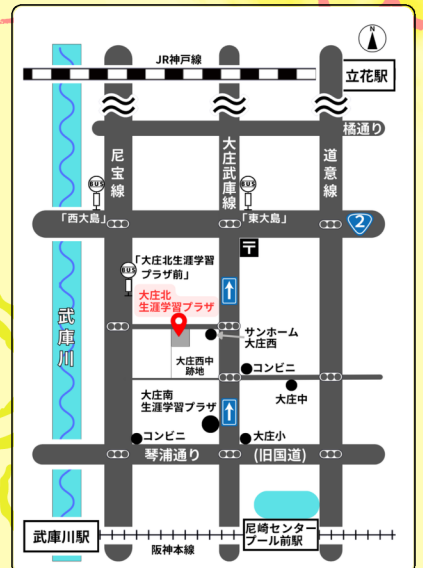 N
JR神戸線
立花駅
橘通り
尼宝線
大庄武庫線
道意線
BUS
BUS
「西大島」
「東大島」
2
〒
BUS
「大庄北生涯学習
プラザ前」
大庄北
生涯学習プラザ
武庫川
サンホーム
大庄西
大庄西中
跡地
コンビニ
大庄中
大庄南
生涯学習プラザ
コンビニ
大庄小
琴浦通り
(旧国道)
武庫川駅
阪神本線
尼崎センター
プール前駅